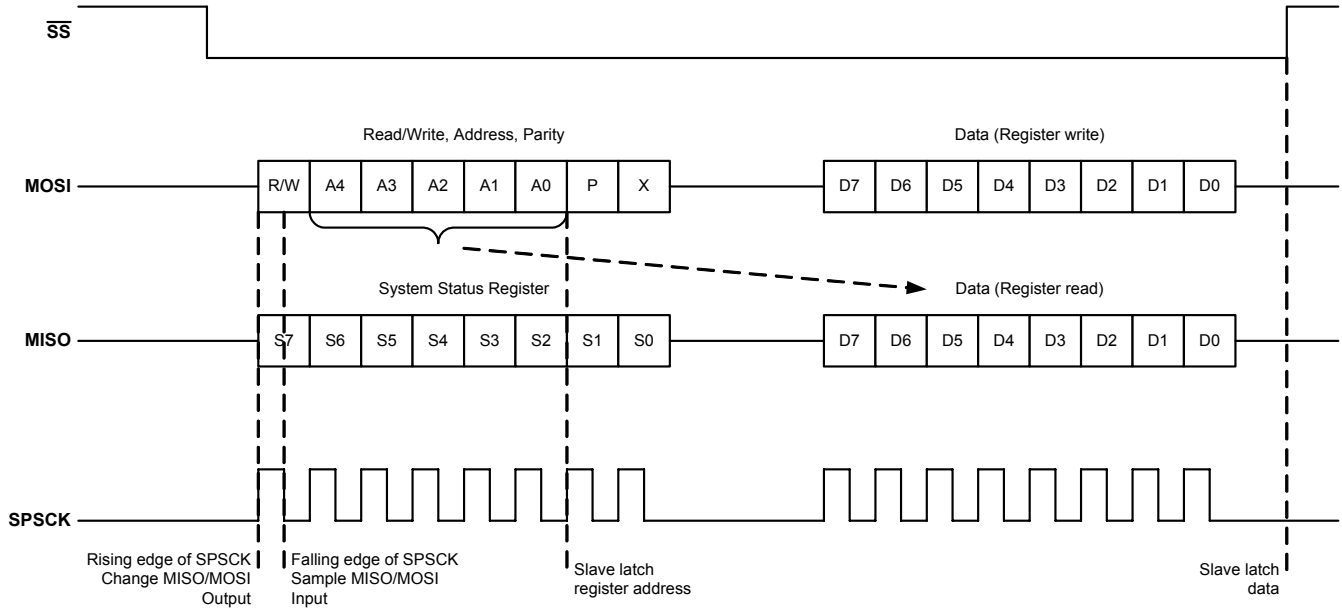 SS
Read/Write, Address, Parity
Data (Register write)
MOSI
R/W A4 A3 A2 A1 A0 P X
D7 D6 D5 D4 D3 D2 D1 D0
System Status Register
Data (Register read)
MISO
S7 S6 S5 S4 S3 S2 S1 S0
D7 D6 D5 D4 D3 D2 D1 D0
SPSCK
Rising edge of SPSCK
Change MISO/MOSI
Output
Falling edge of SPSCK
Sample MISO/MOSI
Input
Slave latch
register address
Slave latch
data